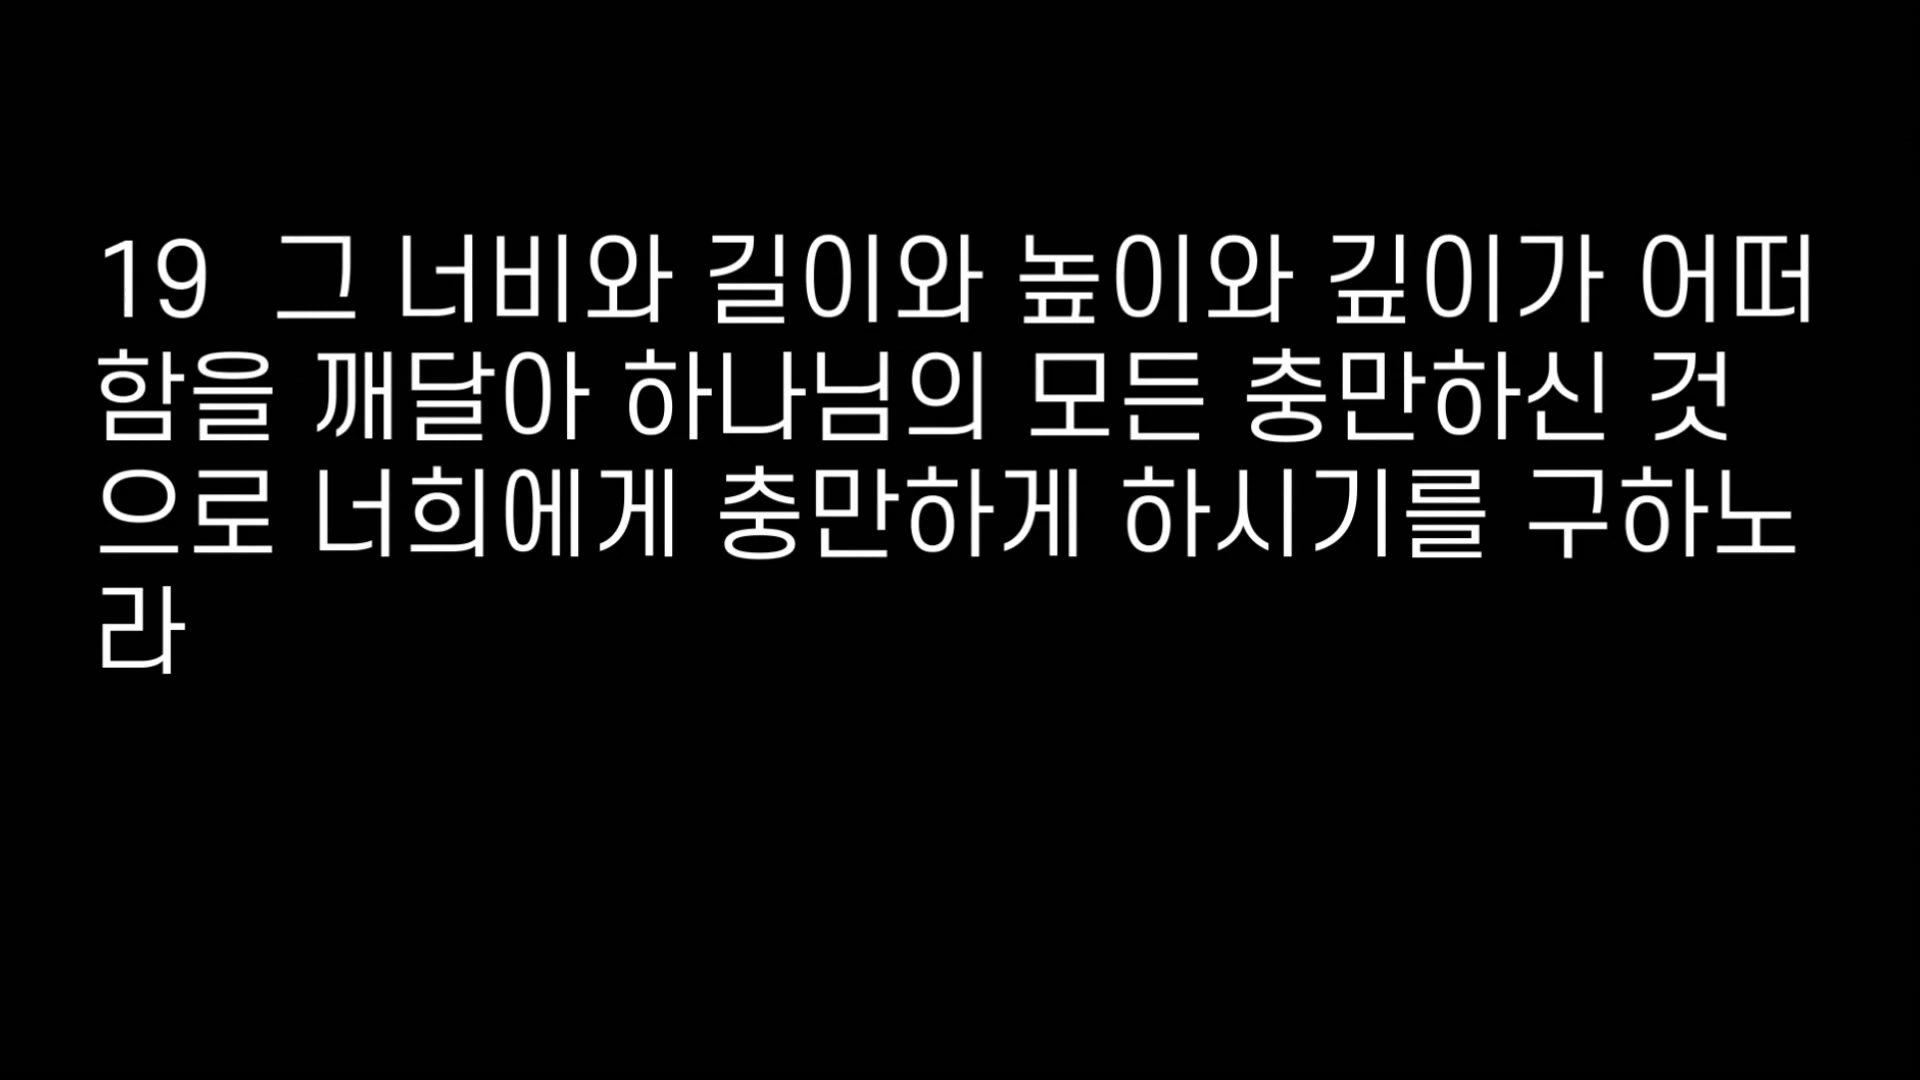 19  그 너비와 길이와 높이와 깊이가 어떠
함을 깨달아 하나님의 모든 충만하신 것
으로 너희에게 충만하게 하시기를 구하노
라